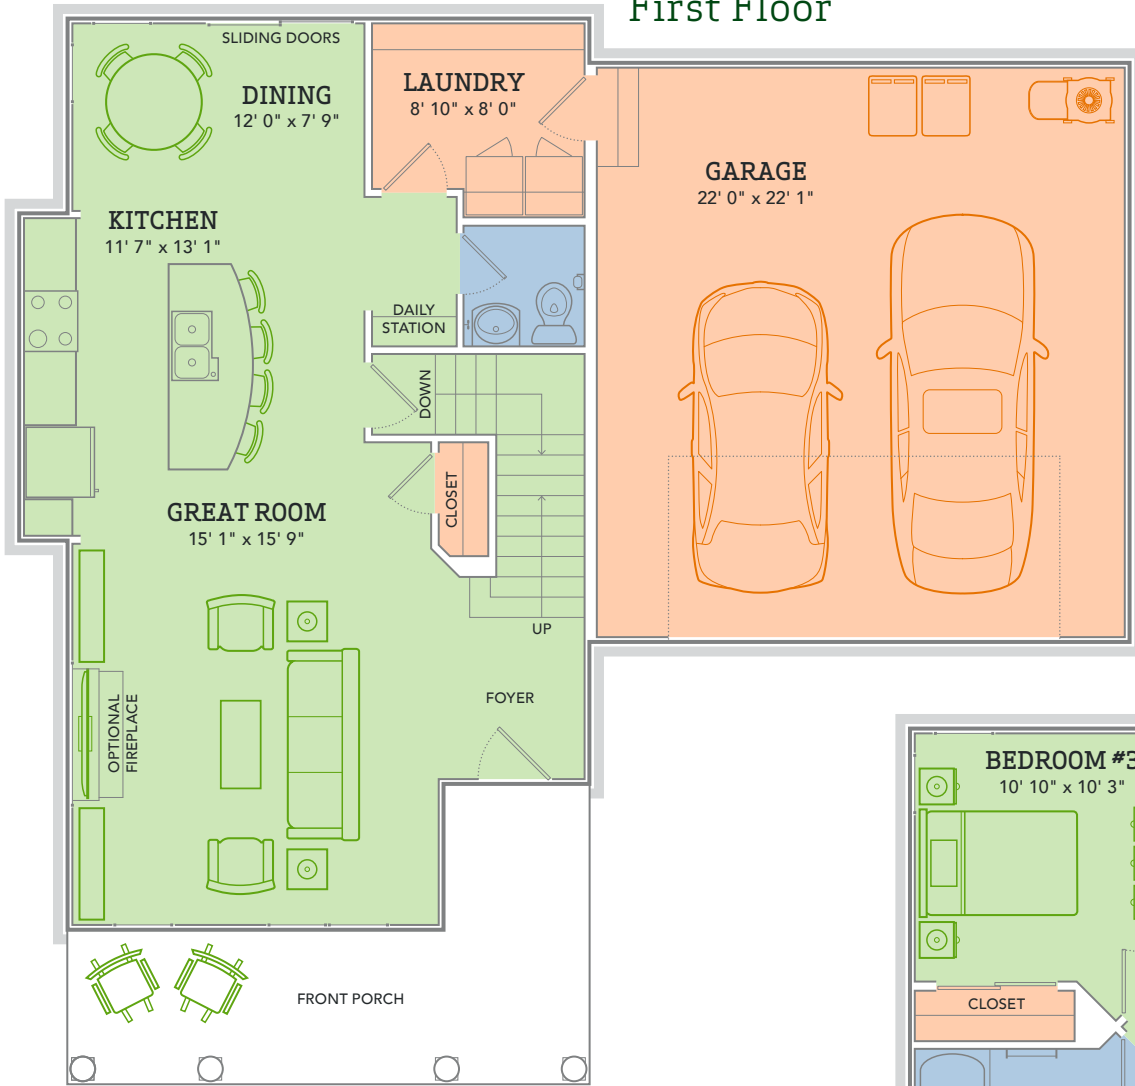 First Floor
SLIDING DOORS
DINING
12' 0" x 7' 9"
LAUNDRY
8' 10" x 8' 0"
GARAGE
22' 0" x 22' 1"
KITCHEN
11' 7" x 13' 1"
DAILY
STATION
DOWN
CLOSET
GREAT ROOM
15' 1" x 15' 9"
UP
FOYER
OPTIONAL
FIREPLACE
BEDROOM #3
10' 10" x 10' 3"
CLOSET
FRONT PORCH